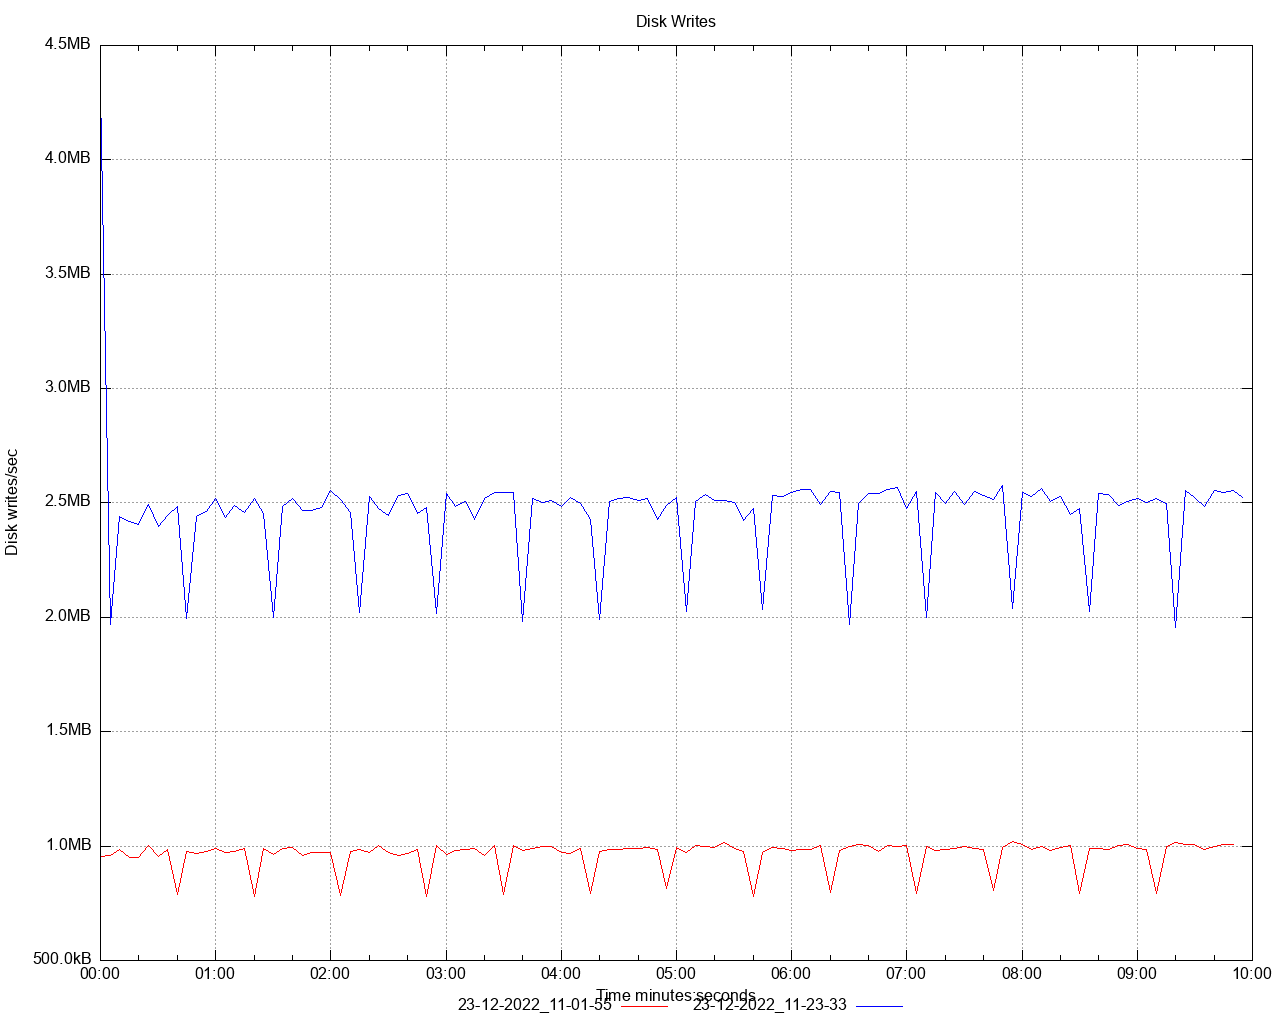 Disk Writes
4.5MB
4.0MB
3.5MB
3.0MB
2.5MB
2.0MB
1.5MB
1.0MB
500.0kB
Disk writes/sec
00:00 01:00 02:00 03:00 04:00 05:00 06:00 07:00 08:00 09:00 10:00
Time minutes:seconds
23-12-2022_11-01-55 23-12-2022_11-23-33